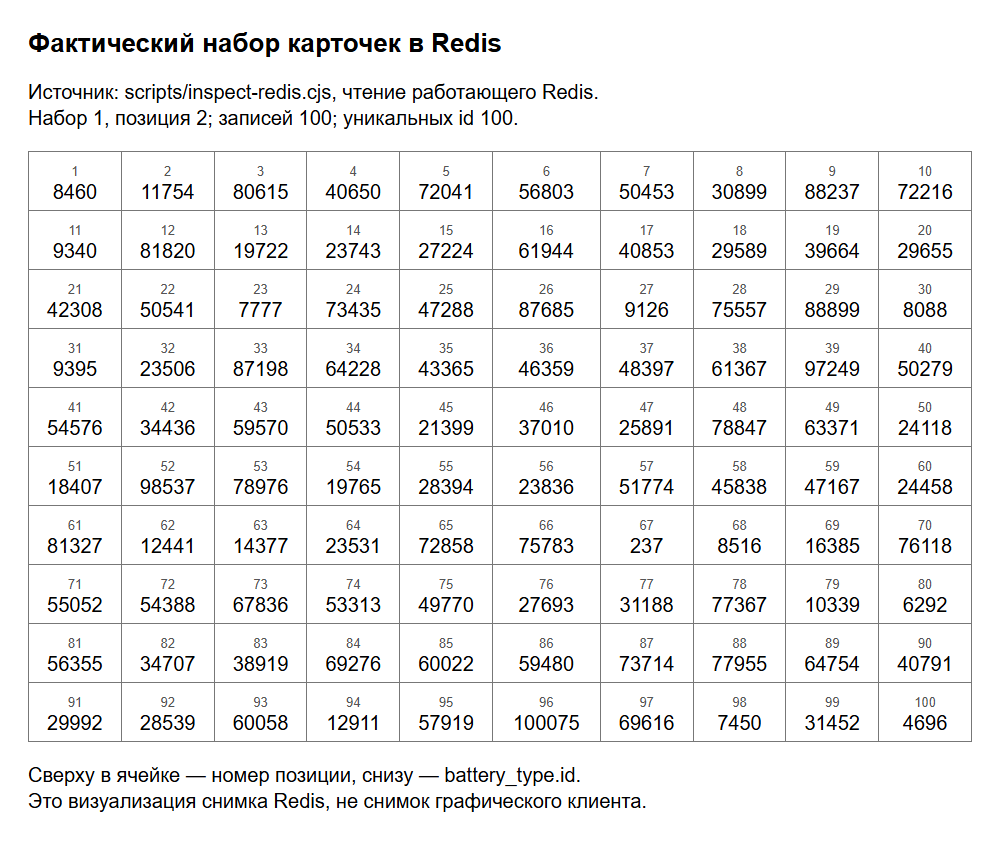 Фактический набор карточек в Redis
Источник: scripts/inspect-redis.cjs, чтение работающего Redis.
Набор 1, позиция 2; записей 100; уникальных id 100.
1 2 3 4 5 6 7 8 9 10
8460 11754 80615 40650 72041 56803 50453 30899 88237 72216
11 12 13 14 15 16 17 18 19 20
9340 81820 19722 23743 27224 61944 40853 29589 39664 29655
21 22 23 24 25 26 27 28 29 30
42308 50541 7777 73435 47288 87685 9126 75557 88899 8088
31 32 33 34 35 36 37 38 39 40
9395 23506 87198 64228 43365 46359 48397 61367 97249 50279
41 42 43 44 45 46 47 48 49 50
54576 34436 59570 50533 21399 37010 25891 78847 63371 24118
51 52 53 54 55 56 57 58 59 60
18407 98537 78976 19765 28394 23836 51774 45838 47167 24458
61 62 63 64 65 66 67 68 69 70
81327 12441 14377 23531 72858 75783 237 8516 16385 76118
71 72 73 74 75 76 77 78 79 80
55052 54388 67836 53313 49770 27693 31188 77367 10339 6292
81 82 83 84 85 86 87 88 89 90
56355 34707 38919 69276 60022 59480 73714 77955 64754 40791
91 92 93 94 95 96 97 98 99 100
29992 28539 60058 12911 57919 100075 69616 7450 31452 4696
Сверху в ячейке — номер позиции, снизу — battery_type.id.
Это визуализация снимка Redis, не снимок графического клиента.